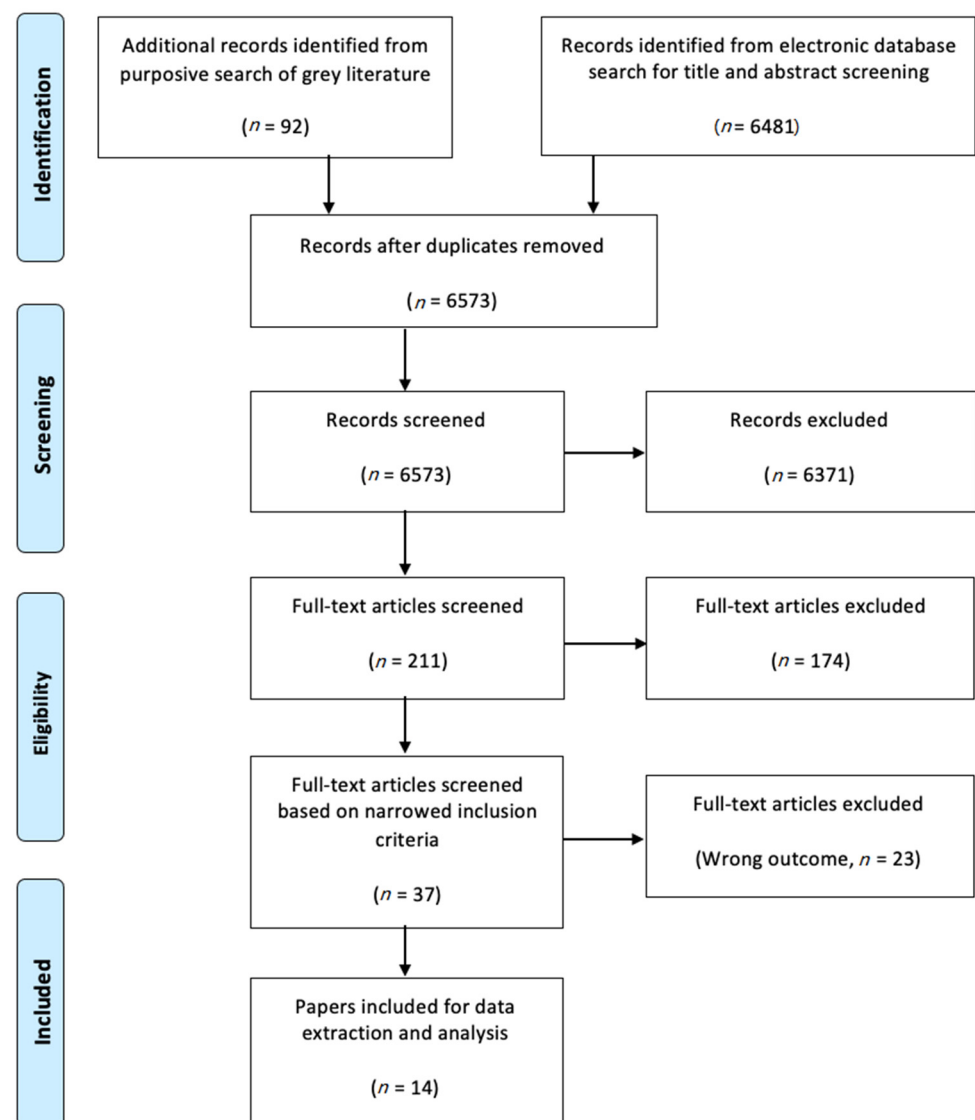 Identification
Additional records identified from
purposive search of grey literature
(n = 92)
Records identified from electronic database
search for title and abstract screening
(n = 6481)
Records after duplicates removed
(n = 6573)
Screening
Records screened
(n = 6573)
Records excluded
(n = 6371)
Eligibility
Full-text articles screened
(n = 211)
Full-text articles excluded
(n = 174)
Full-text articles screened
based on narrowed inclusion
criteria
(n = 37)
Full-text articles excluded
(Wrong outcome, n = 23)
Included
Papers included for data
extraction and analysis
(n = 14)